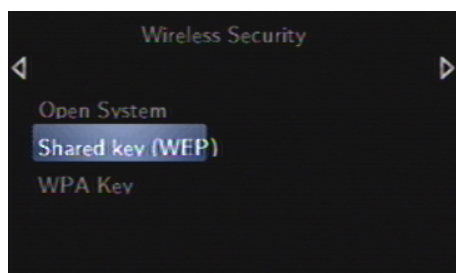 Wireless Security
Open System
Shared key (WEP)
WPA Key